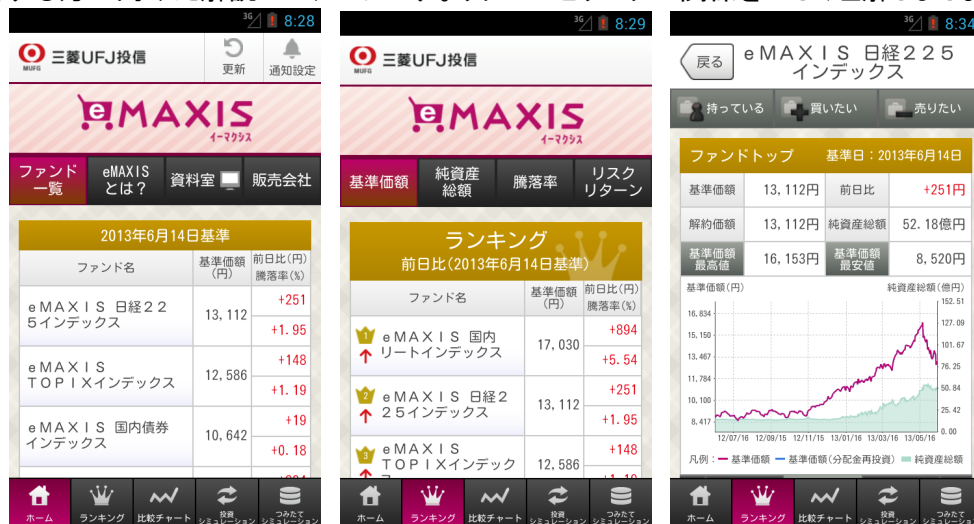 3G 8:28
MUFG 三菱UFJ投信
更新 通知設定
eMAXIS
イーマクシス
ファンド一覧 eMAXISとは? 資料室 販売会社
2013年6月14日基準
ファンド名 基準価額(円) 前日比(円) 騰落率(%)
eMAXIS 日経22
5インデックス
13,112
+251
+1.95
eMAXIS
TOPIXインデックス
12,586
+148
+1.19
eMAXIS 国内債券
インデックス
10,642
+19
+0.18
ホーム ランキング 比較チャート 投資シミュレーション つみたてシミュレーション
3G 8:29
MUFG 三菱UFJ投信
eMAXIS
イーマクシス
基準価額 純資産総額 騰落率 リスクリターン
ランキング
前日比(2013年6月14日基準)
ファンド名 基準価額(円) 前日比(円) 騰落率(%)
1 eMAXIS 国内
リートインデックス
17,030
+894
+5.54
2 eMAXIS 日経2
25インデックス
13,112
+251
+1.95
3 eMAXIS
TOPIXインデック
12,586
+148
ホーム ランキング 比較チャート 投資シミュレーション つみたてシミュレーション
3G 8:34
戻る
eMAXIS 日経225
インデックス
持っている 買いたい 売りたい
ファンドトップ 基準日:2013年6月14日
基準価額 13,112円 前日比 +251円
解約価額 13,112円 純資産総額 52.18億円
基準価額最高値 16,153円 基準価額最安値 8,520円
基準価額(円) 純資産総額(億円)
152.51
16,834
127.09
15,150
101.67
13,467
76.25
11,784
50.84
10,100
25.42
8,417
0.00
12/07/16 12/09/15 12/11/15 13/01/16 13/03/16 13/05/16
凡例: 基準価額 基準価額(分配金再投資) 純資産総額
ホーム ランキング 比較チャート 投資シミュレーション つみたてシミュレーション